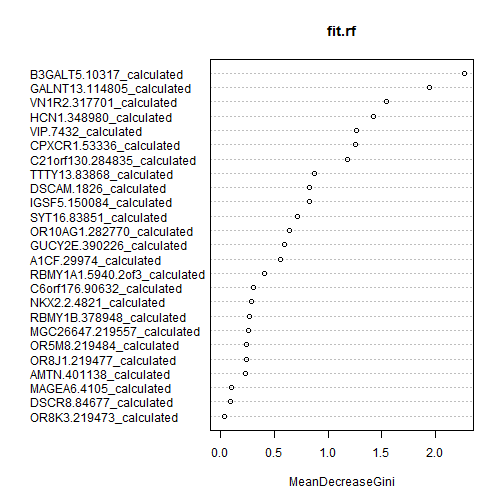 fit.rf
B3GALT5.10317_calculated
GALNT13.114805_calculated
VN1R2.317701_calculated
HCN1.348980_calculated
VIP.7432_calculated
CPXCR1.53336_calculated
C21orf130.284835_calculated
TTTY13.83868_calculated
DSCAM.1826_calculated
IGSF5.150084_calculated
SYT16.83851_calculated
OR10AG1.282770_calculated
GUCY2E.390226_calculated
A1CF.29974_calculated
RBMY1A1.5940.2of3_calculated
C6orf176.90632_calculated
NKX2.2.4821_calculated
RBMY1B.378948_calculated
MGC26647.219557_calculated
OR5M8.219484_calculated
OR8J1.219477_calculated
AMTN.401138_calculated
MAGEA6.4105_calculated
DSCR8.84677_calculated
OR8K3.219473_calculated
0.0 0.5 1.0 1.5 2.0
MeanDecreaseGini